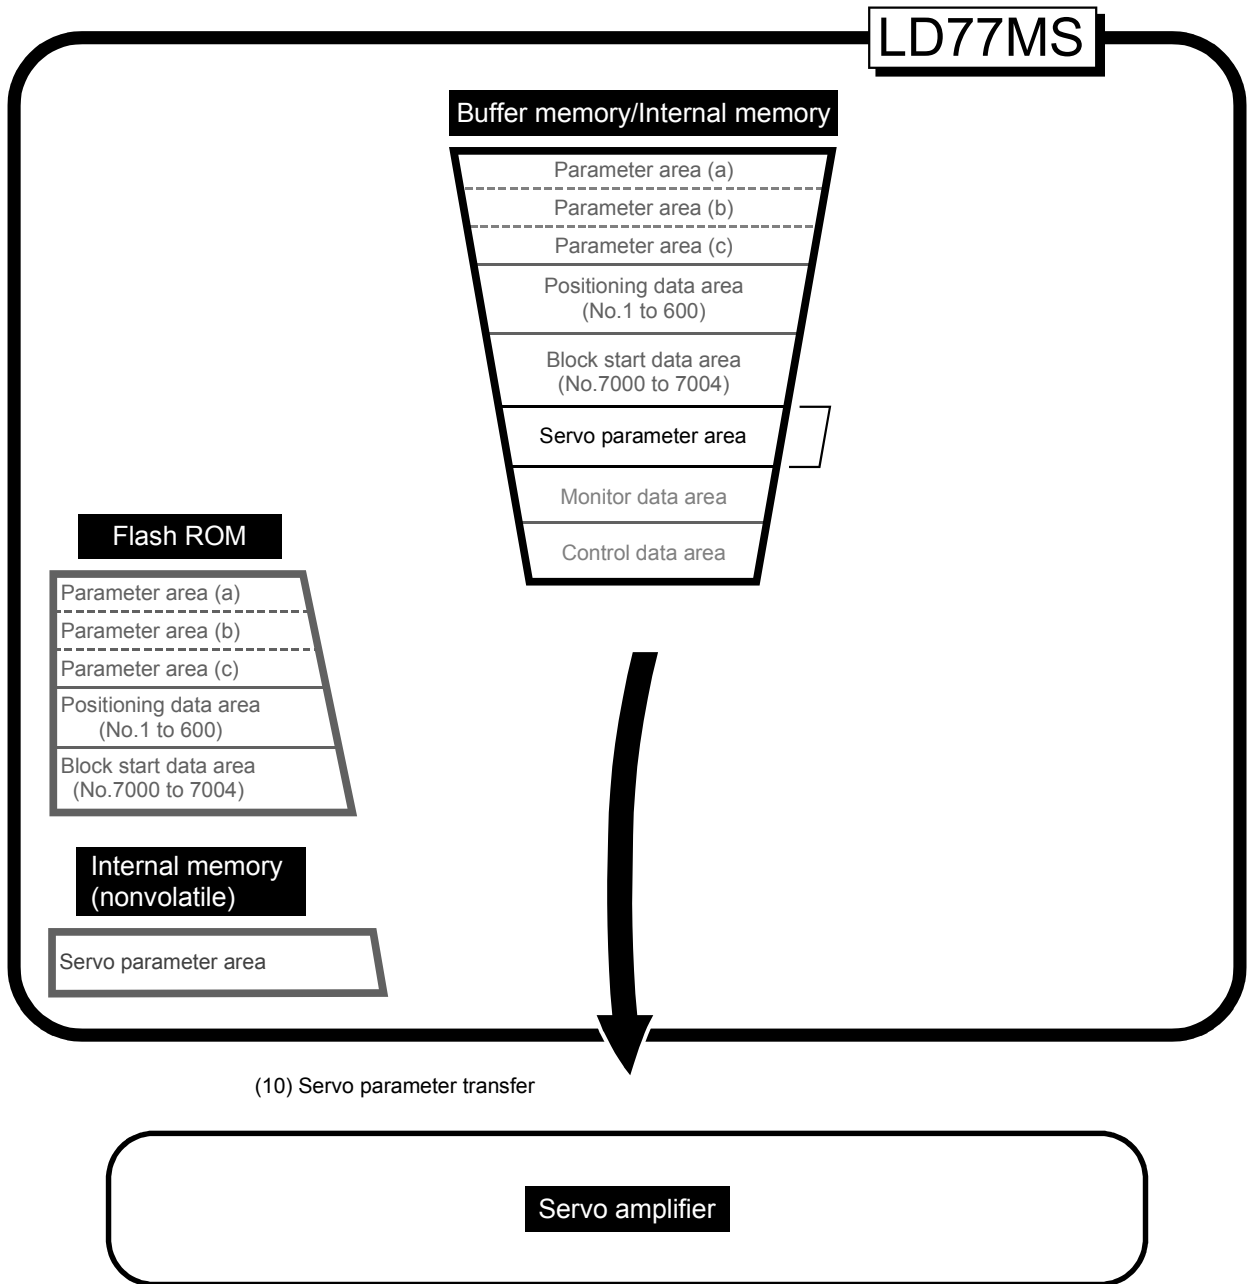 LD77MS
Buffer memory/Internal memory
Parameter area (a)
Parameter area (b)
Parameter area (c)
Positioning data area
(No.1 to 600)
Block start data area
(No.7000 to 7004)
Servo parameter area
Monitor data area
Control data area
Flash ROM
Parameter area (a)
Parameter area (b)
Parameter area (c)
Positioning data area
(No.1 to 600)
Block start data area
(No.7000 to 7004)
Internal memory
(nonvolatile)
Servo parameter area
(10) Servo parameter transfer
Servo amplifier